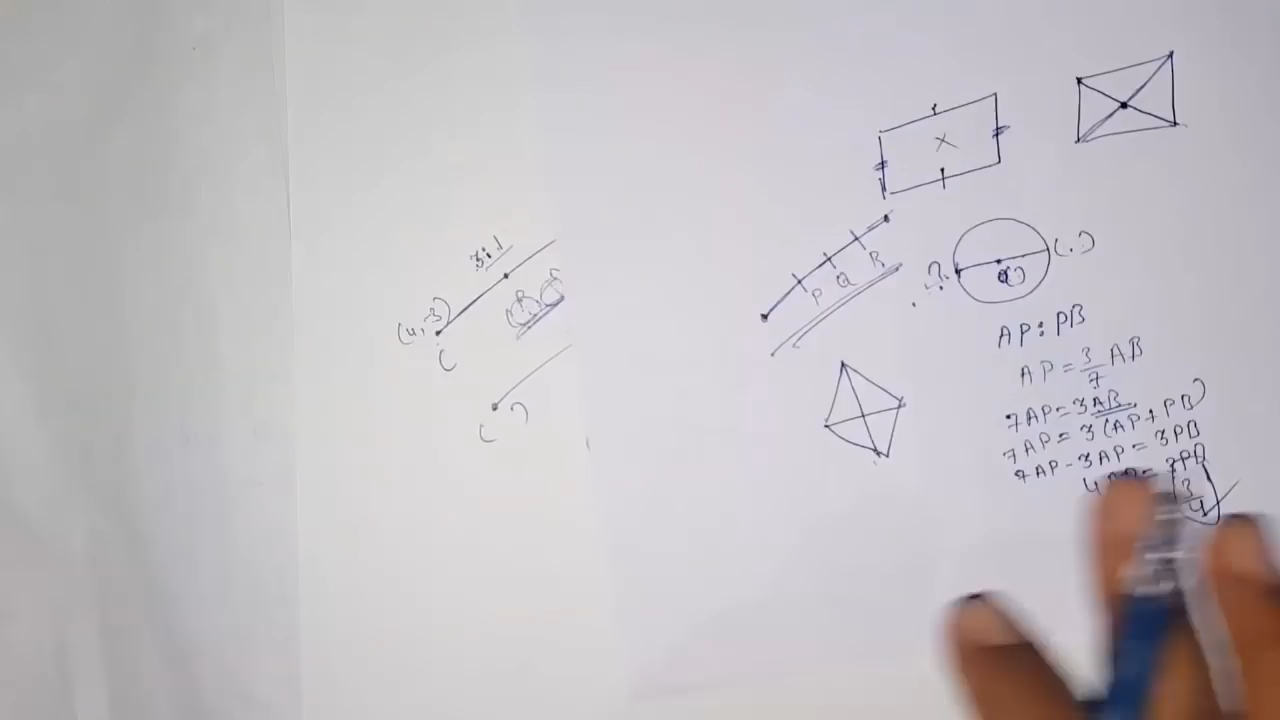 3:1
(4,-3)
P Q R
?
(.)
AP:PB
AP = 3/7 AB
7AP = 3AB
7AP = 3(AP + PB)
7AP - 3AP = 3PB
3/4